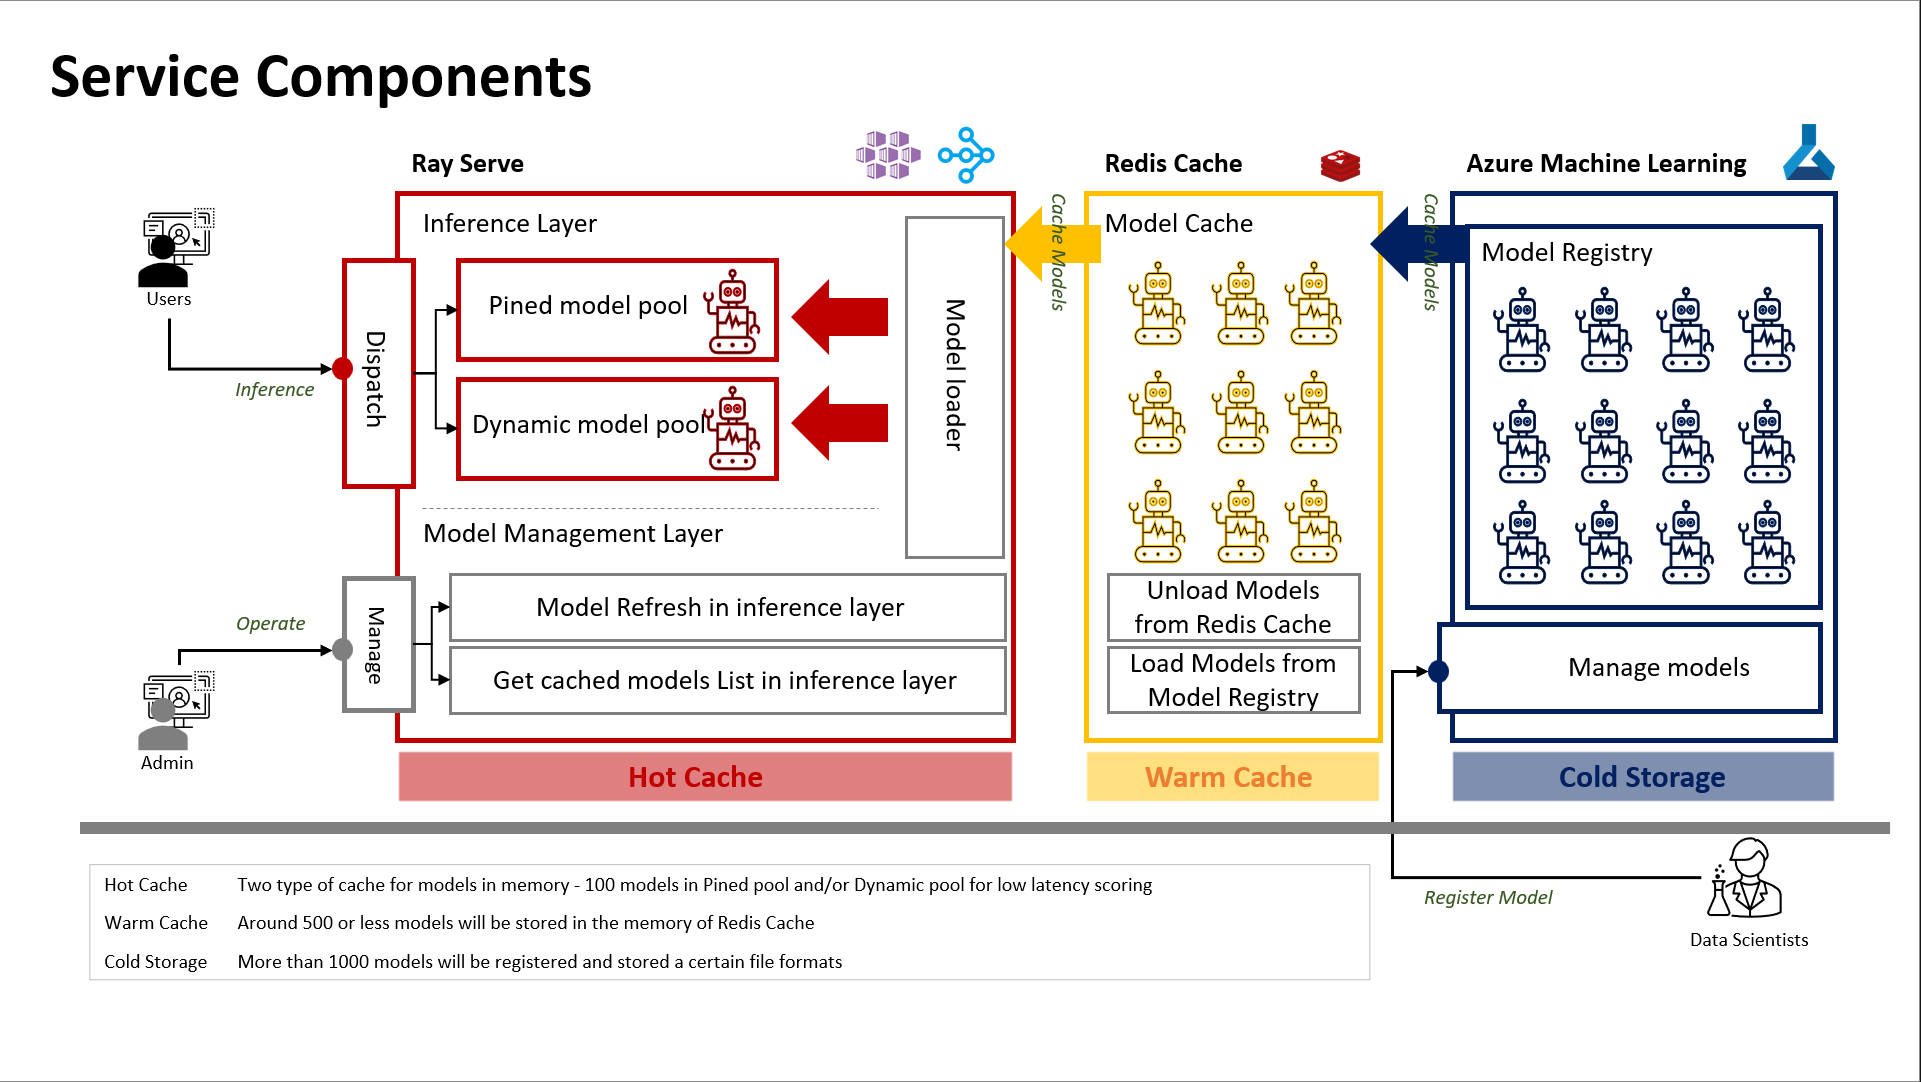 Service Components
Ray Serve
Redis Cache
Azure Machine Learning
Users
Inference
Dispatch
Inference Layer
Pined model pool
Dynamic model pool
Model loader
Model Management Layer
Operate
Admin
Manage
Model Refresh in inference layer
Get cached models List in inference layer
Hot Cache
Cache Models
Model Cache
Unload Models
from Redis Cache
Load Models from
Model Registry
Warm Cache
Cache Models
Model Registry
Manage models
Cold Storage
Register Model
Data Scientists
Hot Cache Two type of cache for models in memory - 100 models in Pined pool and/or Dynamic pool for low latency scoring
Warm Cache Around 500 or less models will be stored in the memory of Redis Cache
Cold Storage More than 1000 models will be registered and stored a certain file formats